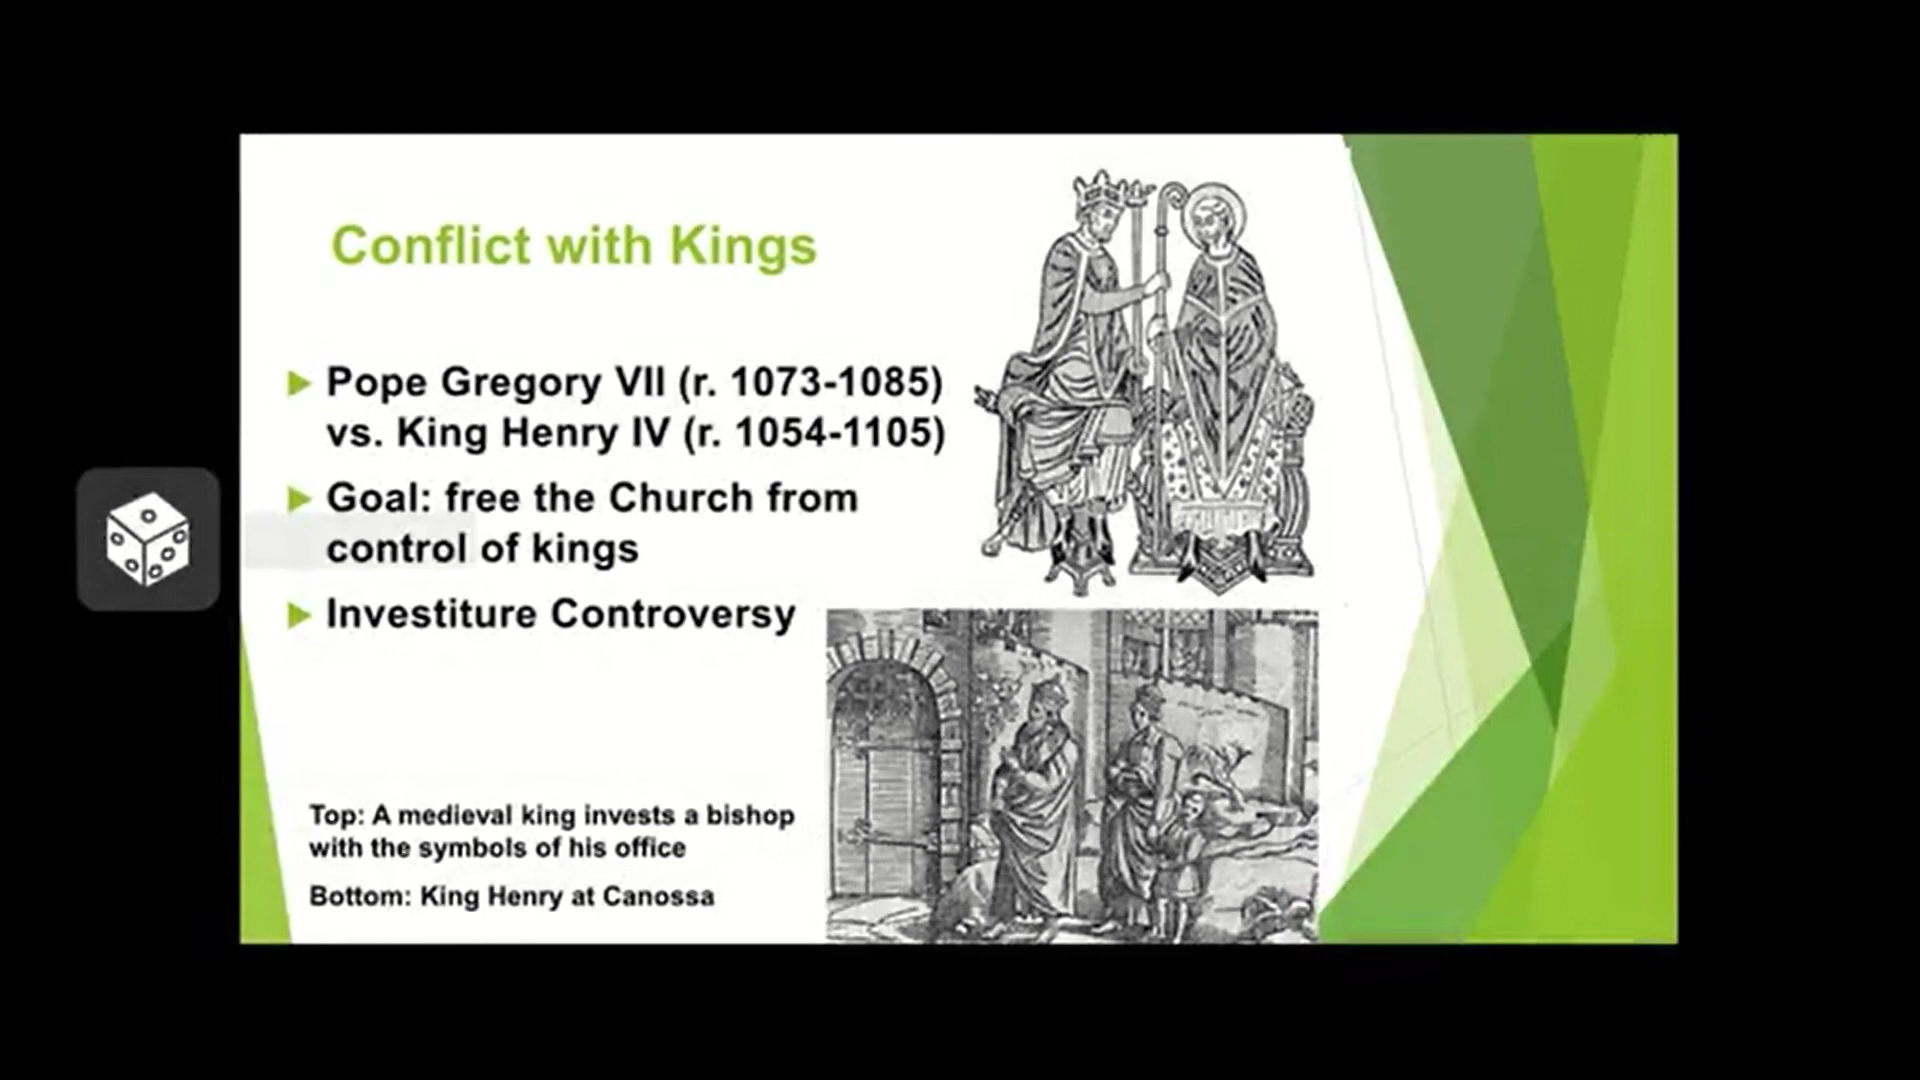 Conflict with Kings
Pope Gregory VII (r. 1073-1085)
vs. King Henry IV (r. 1054-1105)
Goal: free the Church from
control of kings
Investiture Controversy
Top: A medieval king invests a bishop
with the symbols of his office
Bottom: King Henry at Canossa